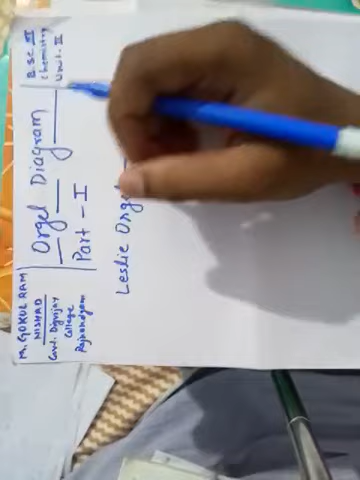 M. GOKUL RAM
NISHAD
Govt. Digvijay
College
Rajnandgaon
Orgel Diagram
Part - I
B.Sc. III
Chemistry
Unit - II
Leslie Orgel